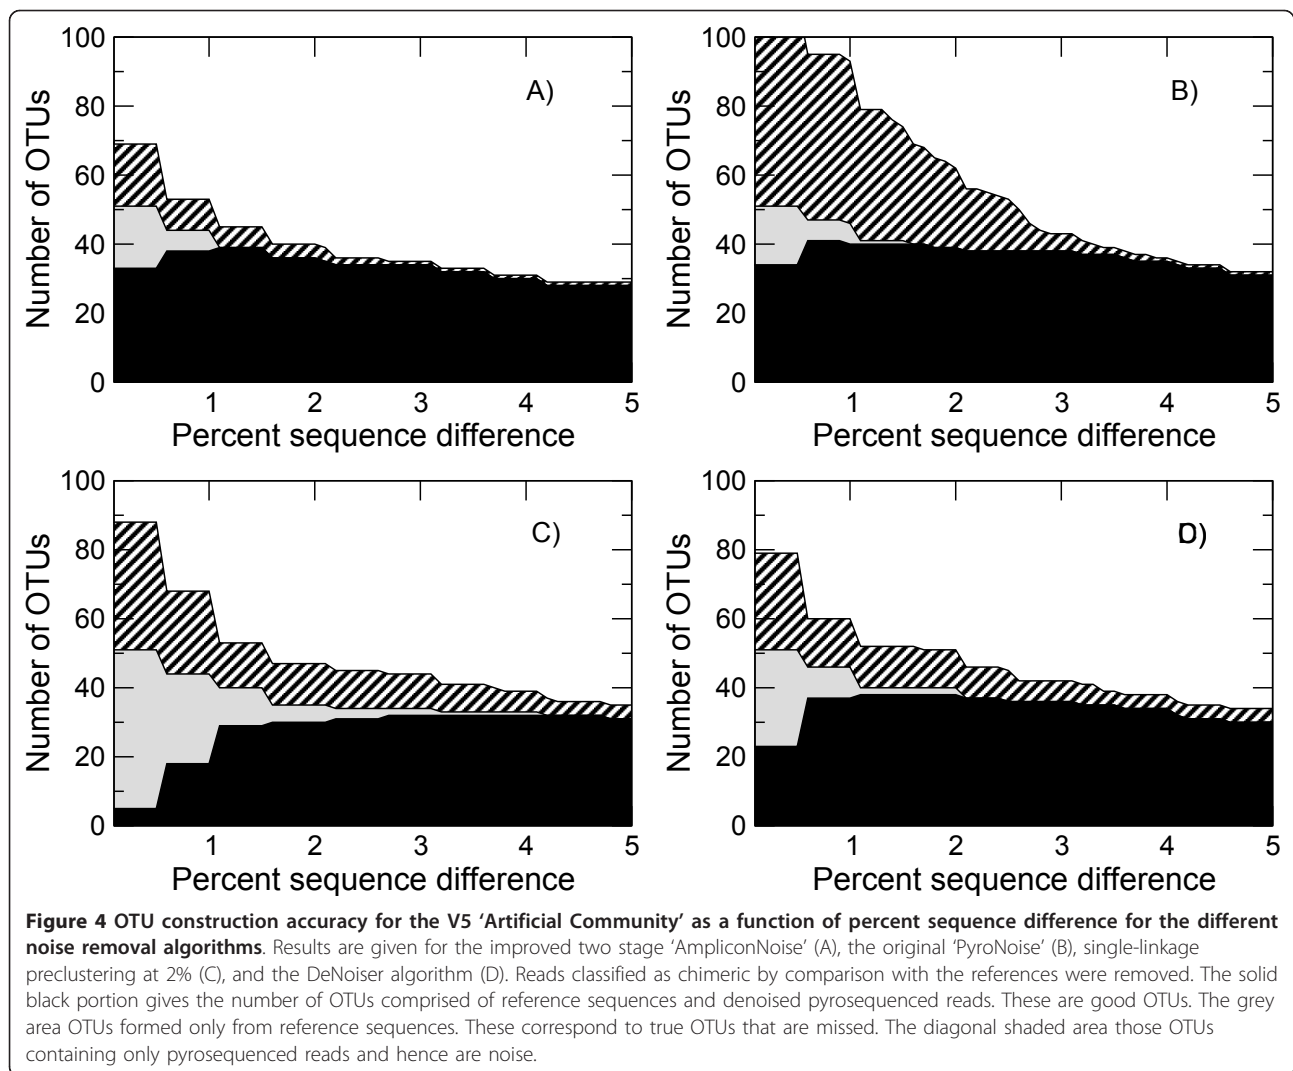 100
80
60
40
20
0
Number of OTUs
A)
1 2 3 4 5
Percent sequence difference
100
80
60
40
20
0
Number of OTUs
B)
1 2 3 4 5
Percent sequence difference
100
80
60
40
20
0
Number of OTUs
C)
1 2 3 4 5
Percent sequence difference
100
80
60
40
20
0
Number of OTUs
D)
1 2 3 4 5
Percent sequence difference
Figure 4 OTU construction accuracy for the V5 ‘Artificial Community’ as a function of percent sequence difference for the different
noise removal algorithms. Results are given for the improved two stage ‘AmpliconNoise’ (A), the original ‘PyroNoise’ (B), single-linkage
preclustering at 2% (C), and the DeNoiser algorithm (D). Reads classified as chimeric by comparison with the references were removed. The solid
black portion gives the number of OTUs comprised of reference sequences and denoised pyrosequenced reads. These are good OTUs. The grey
area OTUs formed only from reference sequences. These correspond to true OTUs that are missed. The diagonal shaded area those OTUs
containing only pyrosequenced reads and hence are noise.